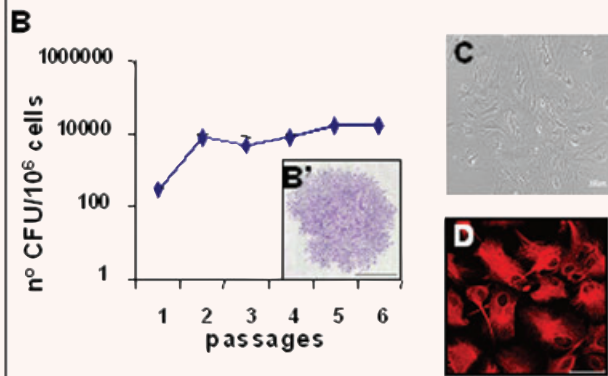 B
1000000
10000
100
1
nº CFU/10⁶ cells
1 2 3 4 5 6
passages
B'
C
D